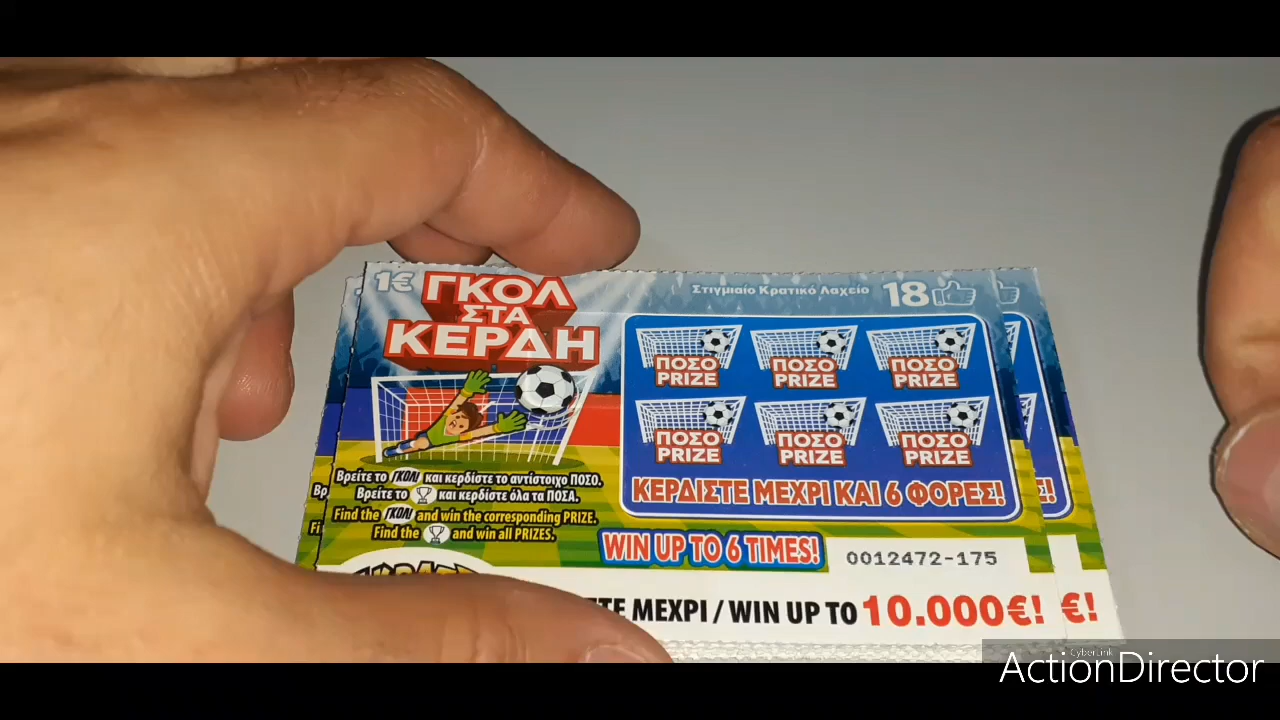 1€
ΓΚΟΛ
ΣΤΑ
ΚΕΡΔΗ
Στιγμιαίο Κρατικό Λαχείο
18
ΠΟΣΟ
PRIZE
ΠΟΣΟ
PRIZE
ΠΟΣΟ
PRIZE
ΠΟΣΟ
PRIZE
ΠΟΣΟ
PRIZE
ΠΟΣΟ
PRIZE
ΚΕΡΔΙΣΤΕ ΜΕΧΡΙ ΚΑΙ 6 ΦΟΡΕΣ!
Βρείτε το ΓΚΟΛ! και κερδίστε το αντίστοιχο ΠΟΣΟ.
Βρείτε το και κερδίστε όλα τα ΠΟΣΑ.
Find the ΓΚΟΛ! and win the corresponding PRIZE.
Find the and win all PRIZES.
WIN UP TO 6 TIMES!
0012472-175
ΜΕΧΡΙ / WIN UP TO 10.000€!
€!
CyberLink
ActionDirector